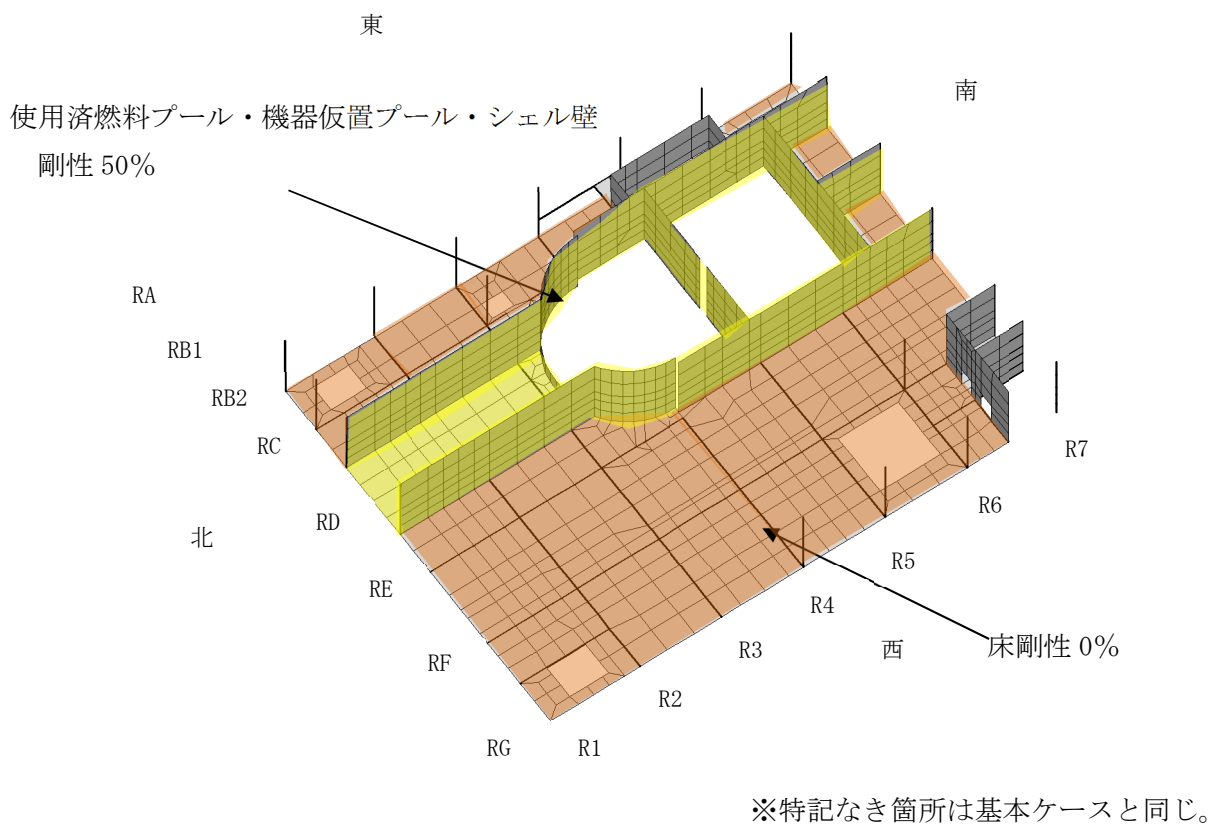 東
南
使用済燃料プール・機器仮置プール・シェル壁
剛性 50%
RA
RB1
RB2
RC
RD
RE
RF
RG
北
R1
R2
R3
R4
R5
R6
R7
西
床剛性 0%
※特記なき箇所は基本ケースと同じ。